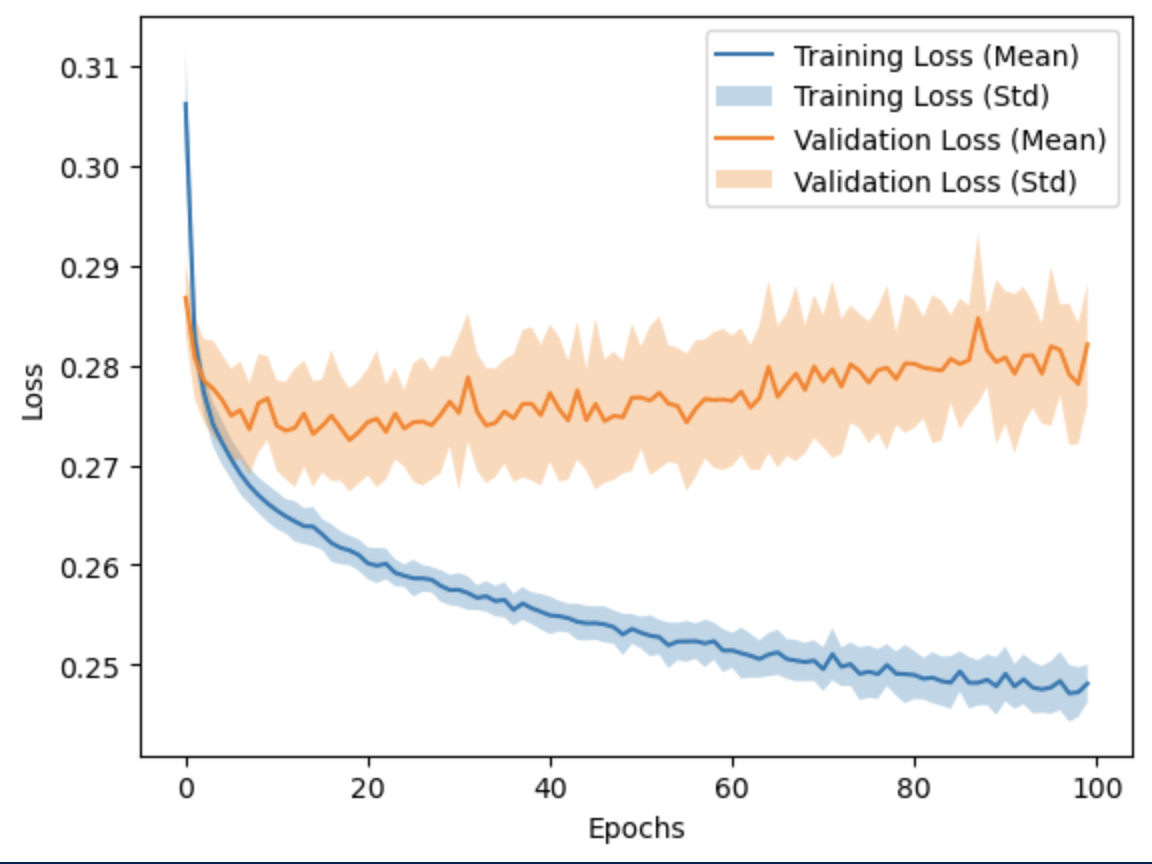 Training Loss (Mean)
Training Loss (Std)
Validation Loss (Mean)
Validation Loss (Std)
0.31
0.30
0.29
0.28
0.27
0.26
0.25
Loss
0 20 40 60 80 100
Epochs